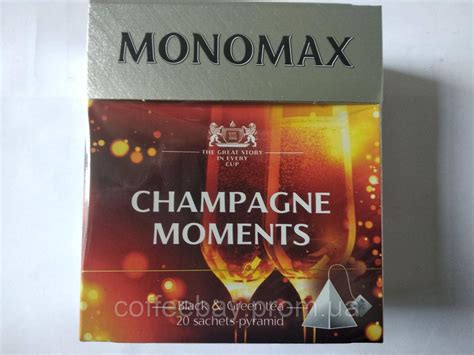 MONOMAX
THE GREAT STORY
IN EVERY
CUP
CHAMPAGNE
MOMENTS
Black & Green tea
20 sachets-pyramid
coffeebay.prom.ua